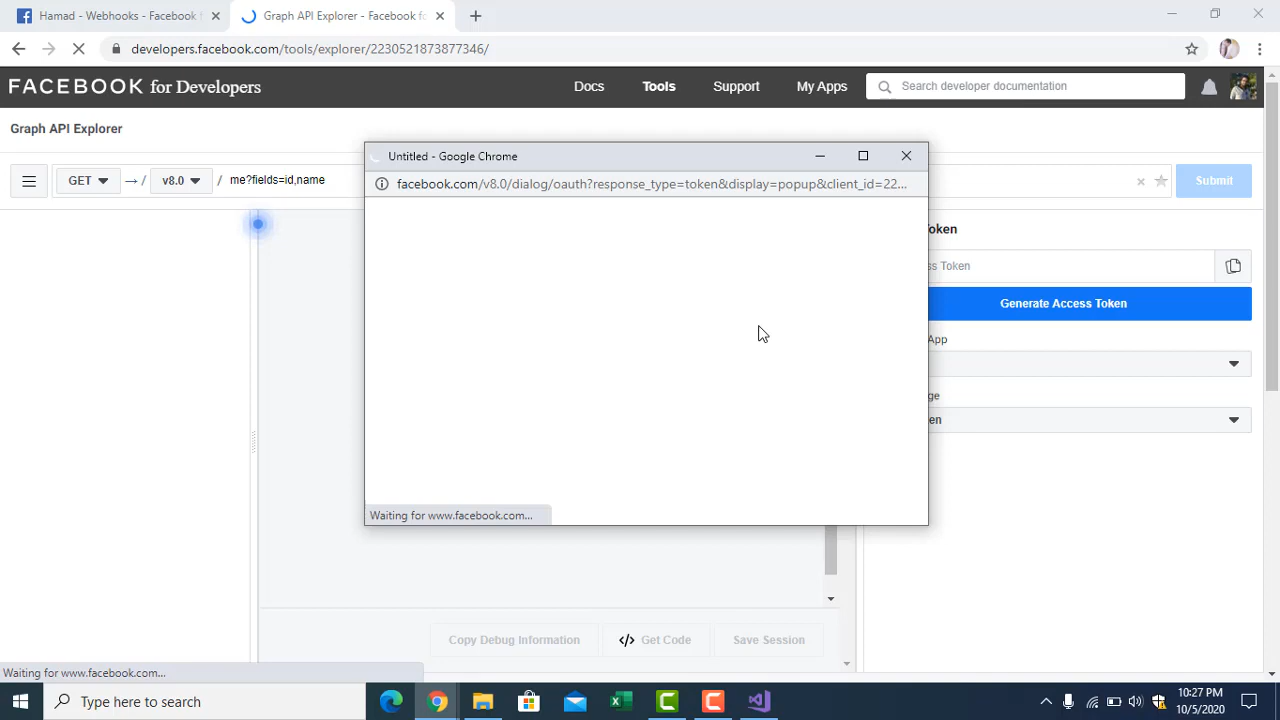 Hamad - Webhooks - Facebook f
Graph API Explorer - Facebook fo
developers.facebook.com/tools/explorer/2230521873877346/
FACEBOOK for Developers
Docs
Tools
Support
My Apps
Search developer documentation
Graph API Explorer
GET
→ /
v8.0
/
me?fields=id,name
Submit
Untitled - Google Chrome
facebook.com/v8.0/dialog/oauth?response_type=token&display=popup&client_id=22...
Waiting for www.facebook.com...
oken
ss Token
Generate Access Token
App
ge
en
Copy Debug Information
Get Code
Save Session
Waiting for www.facebook.com...
Type here to search
10:27 PM
10/5/2020